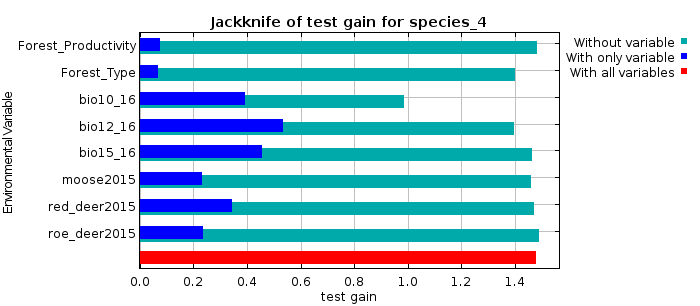 Jackknife of test gain for species_4
Environmental Variable
Forest_Productivity
Forest_Type
bio10_16
bio12_16
bio15_16
moose2015
red_deer2015
roe_deer2015
0.0 0.2 0.4 0.6 0.8 1.0 1.2 1.4
test gain
Without variable
With only variable
With all variables